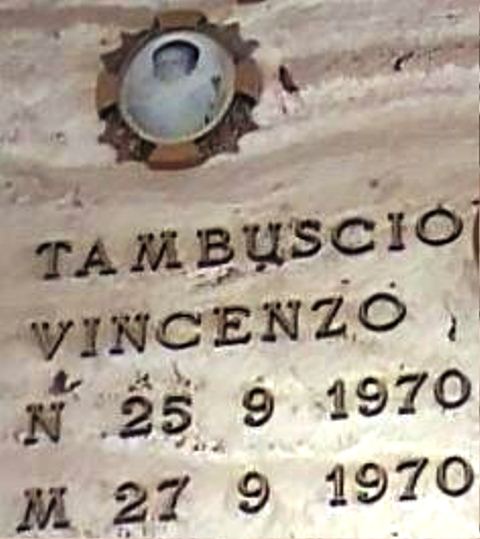 TAMBUSCIO
VINCENZO
N 25 9 1970
M 27 9 1970